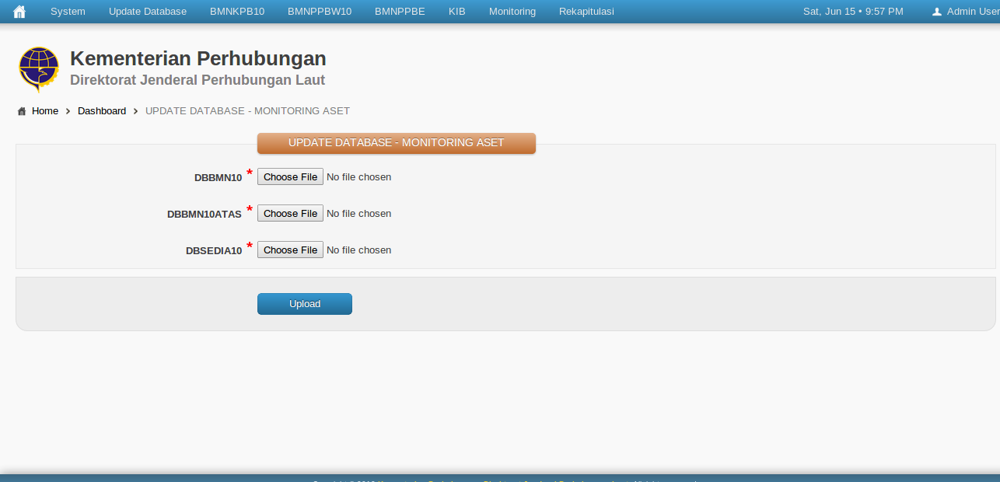 System Update Database BMNKPB10 BMNPPBW10 BMNPPBE KIB Monitoring Rekapitulasi Sat, Jun 15 • 9:57 PM Admin User
Kementerian Perhubungan
Direktorat Jenderal Perhubungan Laut
Home Dashboard UPDATE DATABASE - MONITORING ASET
UPDATE DATABASE - MONITORING ASET
DBBMN10 * Choose File No file chosen
DBBMN10ATAS * Choose File No file chosen
DBSEDIA10 * Choose File No file chosen
Upload